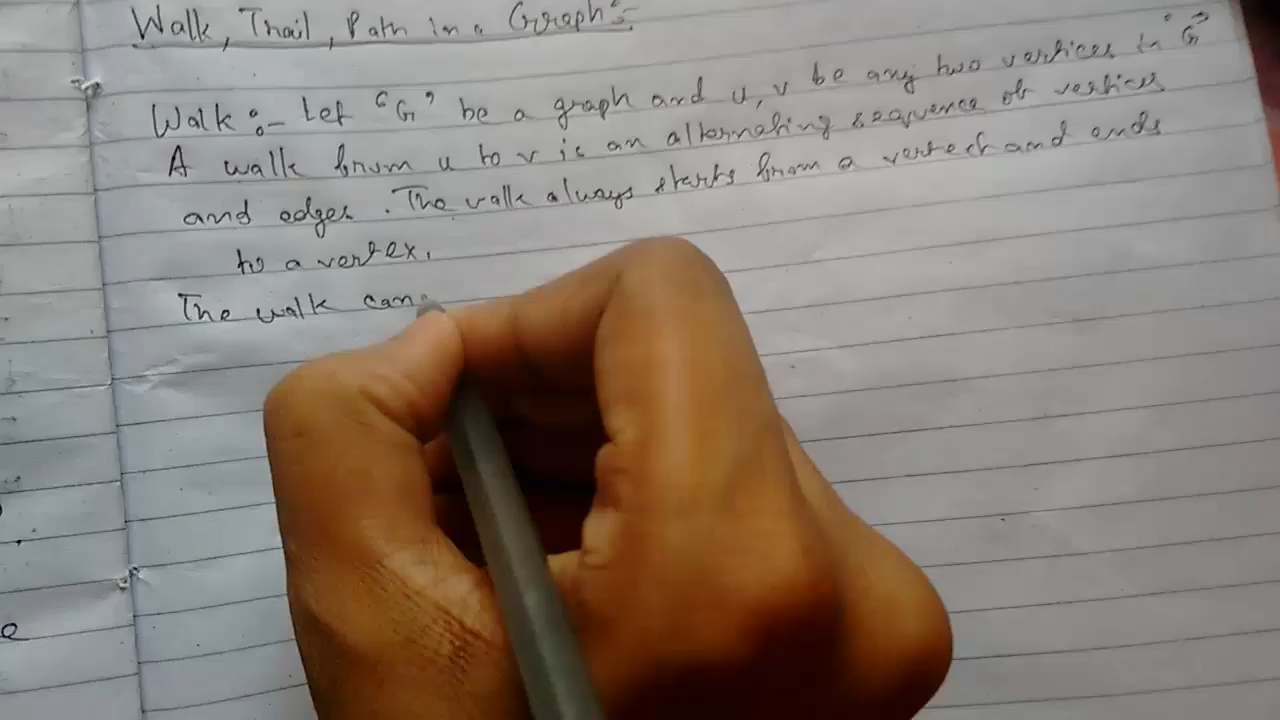 Walk, Trail, Path in a Graph:-
Walk :- Let "G" be a graph and u, v be any two vertices in "G"
A walk from u to v is an alternating sequence of vertices
and edges. The walk always starts from a vertech and ends
to a vertex.
The walk can
e